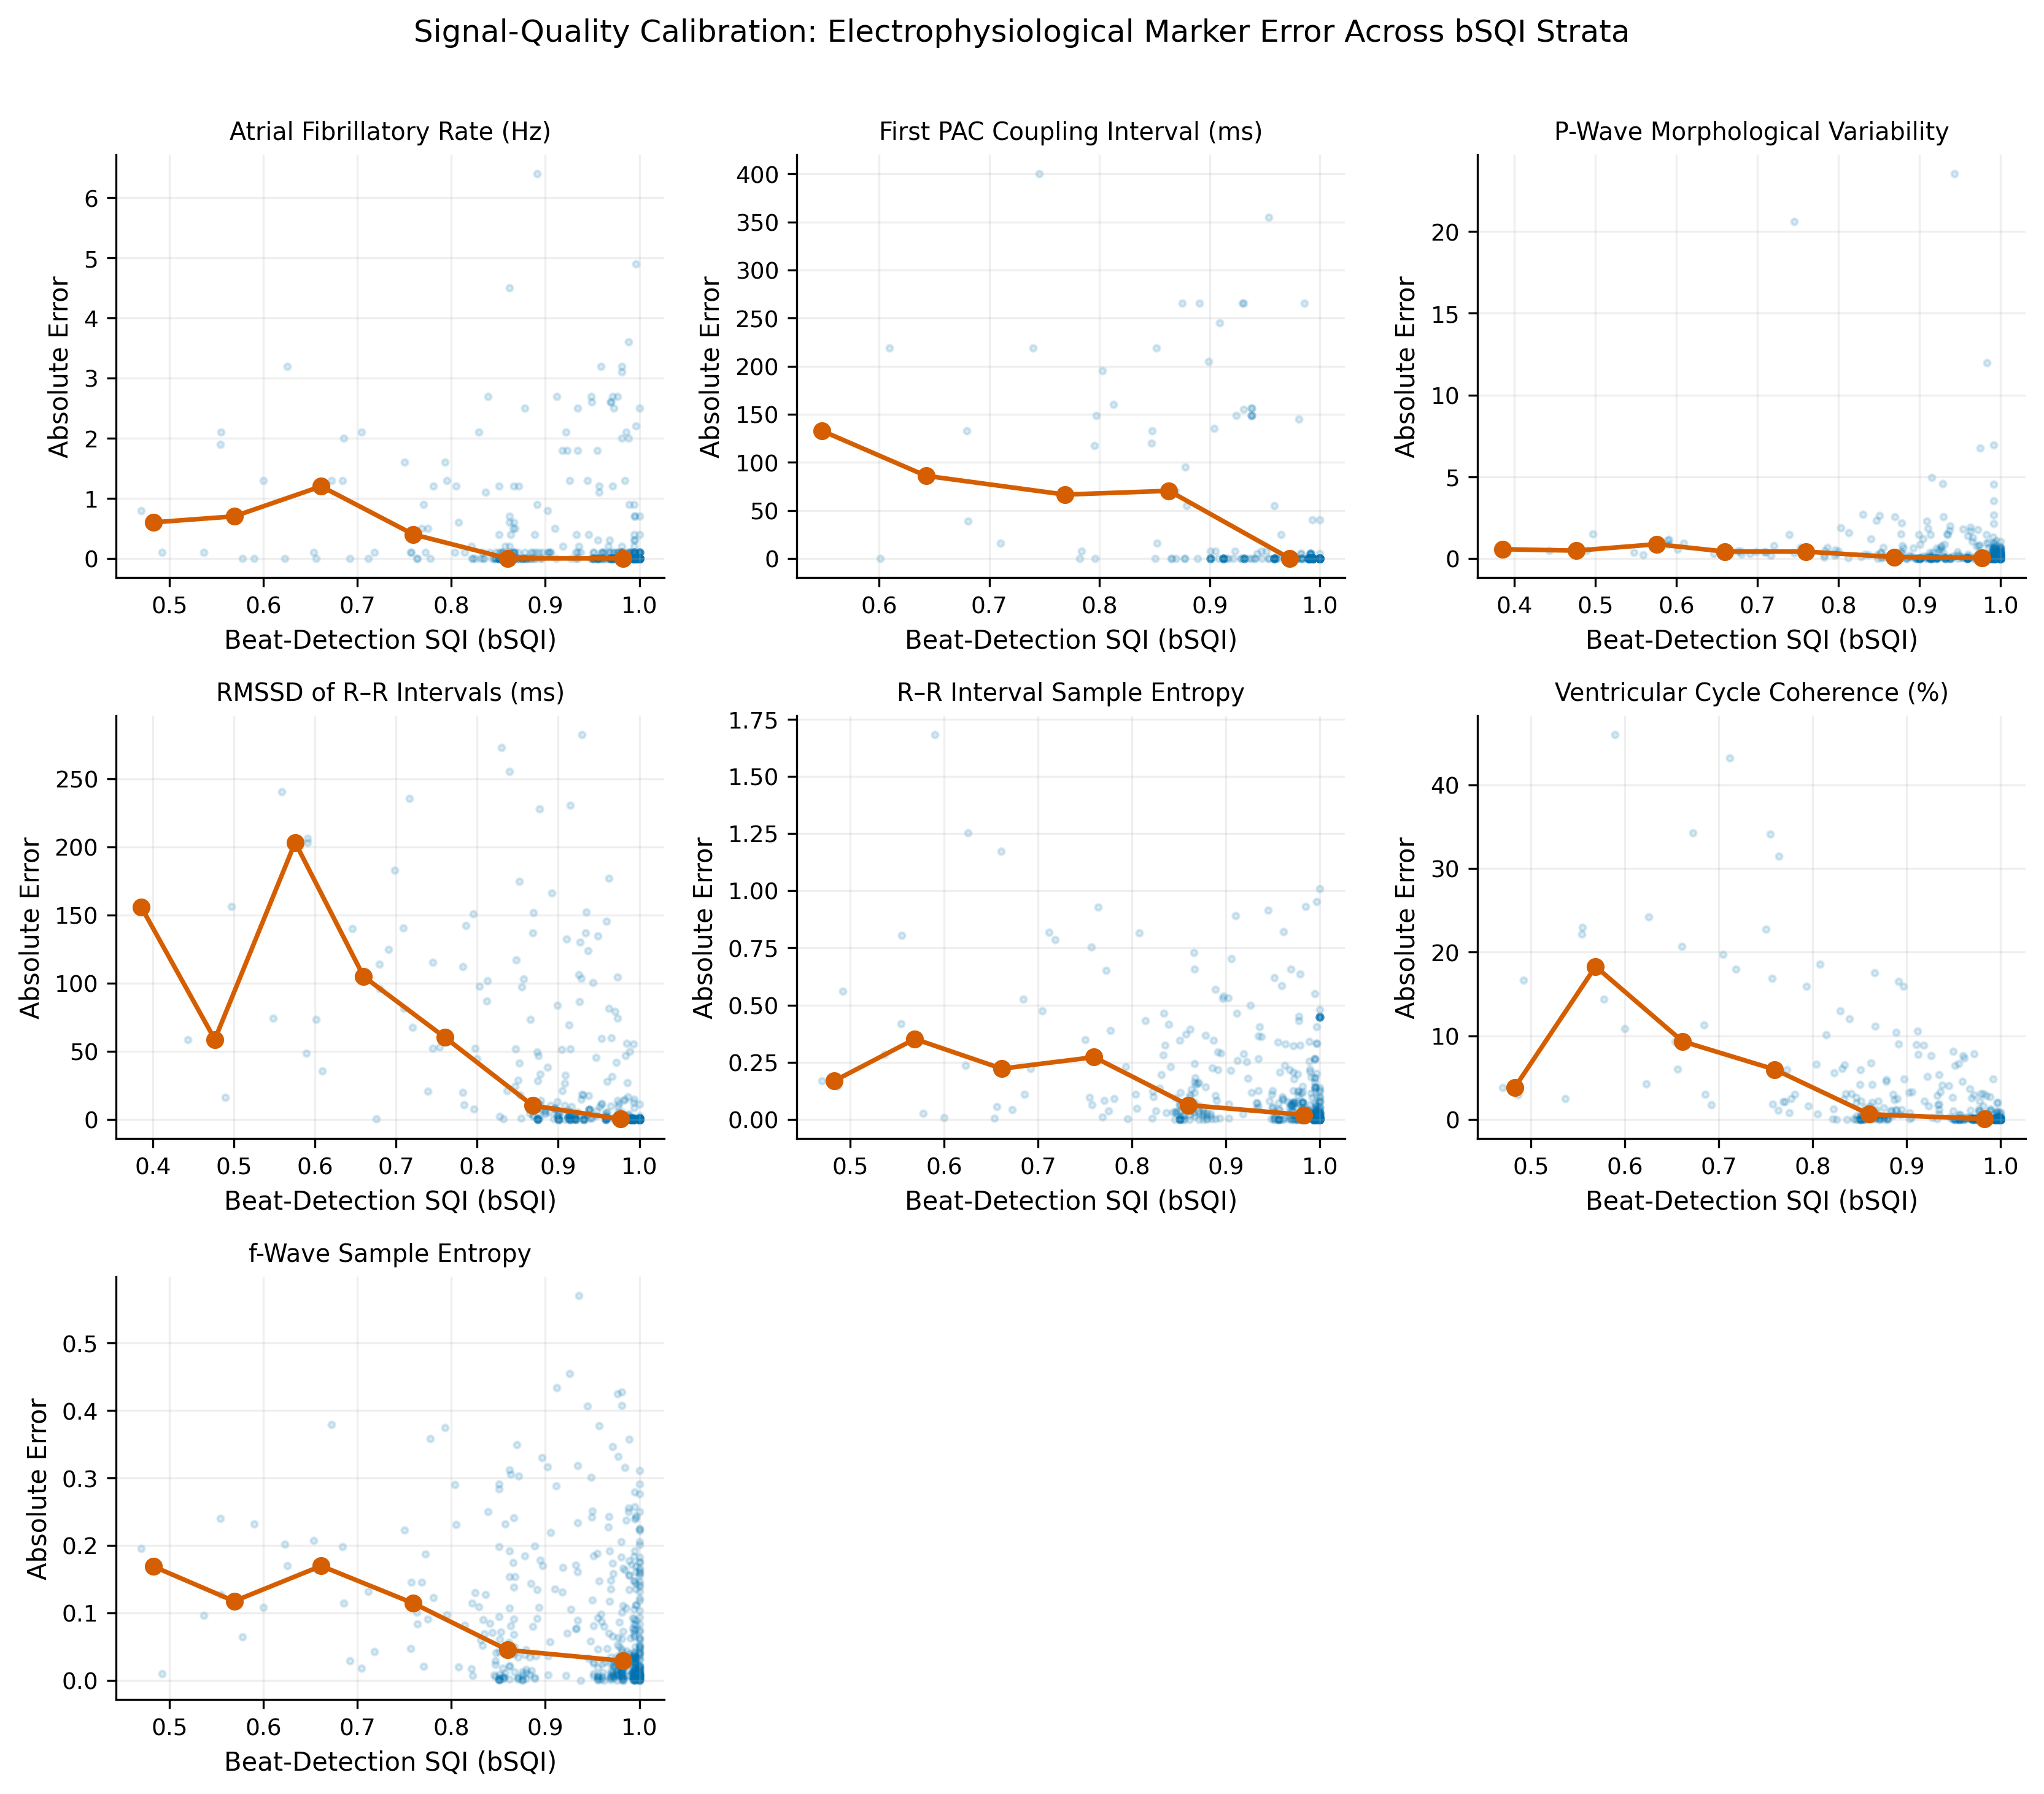 Signal-Quality Calibration: Electrophysiological Marker Error Across bSQI Strata
Atrial Fibrillatory Rate (Hz)
Absolute Error
6
5
4
3
2
1
0
0.5 0.6 0.7 0.8 0.9 1.0
Beat-Detection SQI (bSQI)
First PAC Coupling Interval (ms)
Absolute Error
400
350
300
250
200
150
100
50
0
0.6 0.7 0.8 0.9 1.0
Beat-Detection SQI (bSQI)
P-Wave Morphological Variability
Absolute Error
20
15
10
5
0
0.4 0.5 0.6 0.7 0.8 0.9 1.0
Beat-Detection SQI (bSQI)
RMSSD of R–R Intervals (ms)
Absolute Error
250
200
150
100
50
0
0.4 0.5 0.6 0.7 0.8 0.9 1.0
Beat-Detection SQI (bSQI)
R–R Interval Sample Entropy
Absolute Error
1.75
1.50
1.25
1.00
0.75
0.50
0.25
0.00
0.5 0.6 0.7 0.8 0.9 1.0
Beat-Detection SQI (bSQI)
Ventricular Cycle Coherence (%)
Absolute Error
40
30
20
10
0
0.5 0.6 0.7 0.8 0.9 1.0
Beat-Detection SQI (bSQI)
f-Wave Sample Entropy
Absolute Error
0.5
0.4
0.3
0.2
0.1
0.0
0.5 0.6 0.7 0.8 0.9 1.0
Beat-Detection SQI (bSQI)